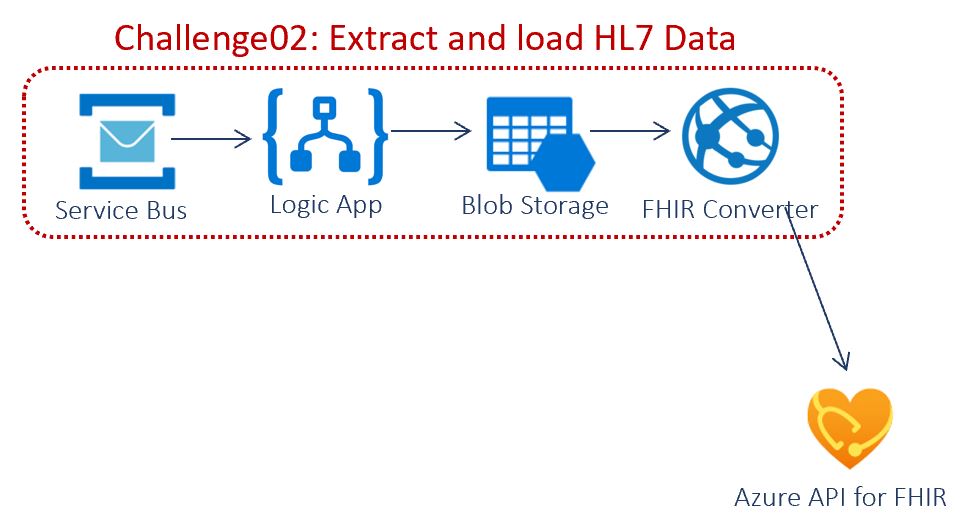 Challenge02: Extract and load HL7 Data
Service Bus
Logic App
Blob Storage
FHIR Converter
Azure API for FHIR